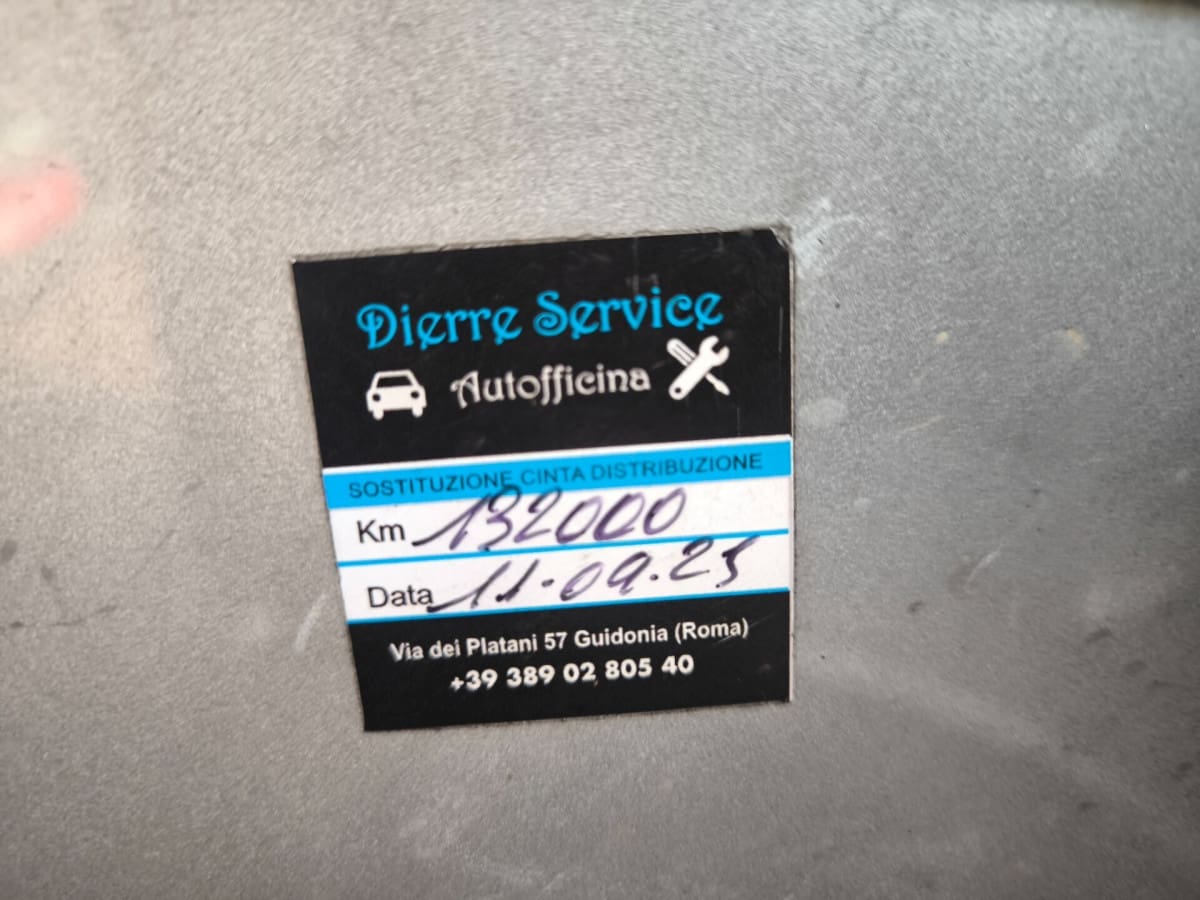 Dierre Service
Autofficina
SOSTITUZIONE CINTA DISTRIBUZIONE
Km 132000
Data 11.09.25
Via dei Platani 57 Guidonia (Roma)
+39 389 02 805 40